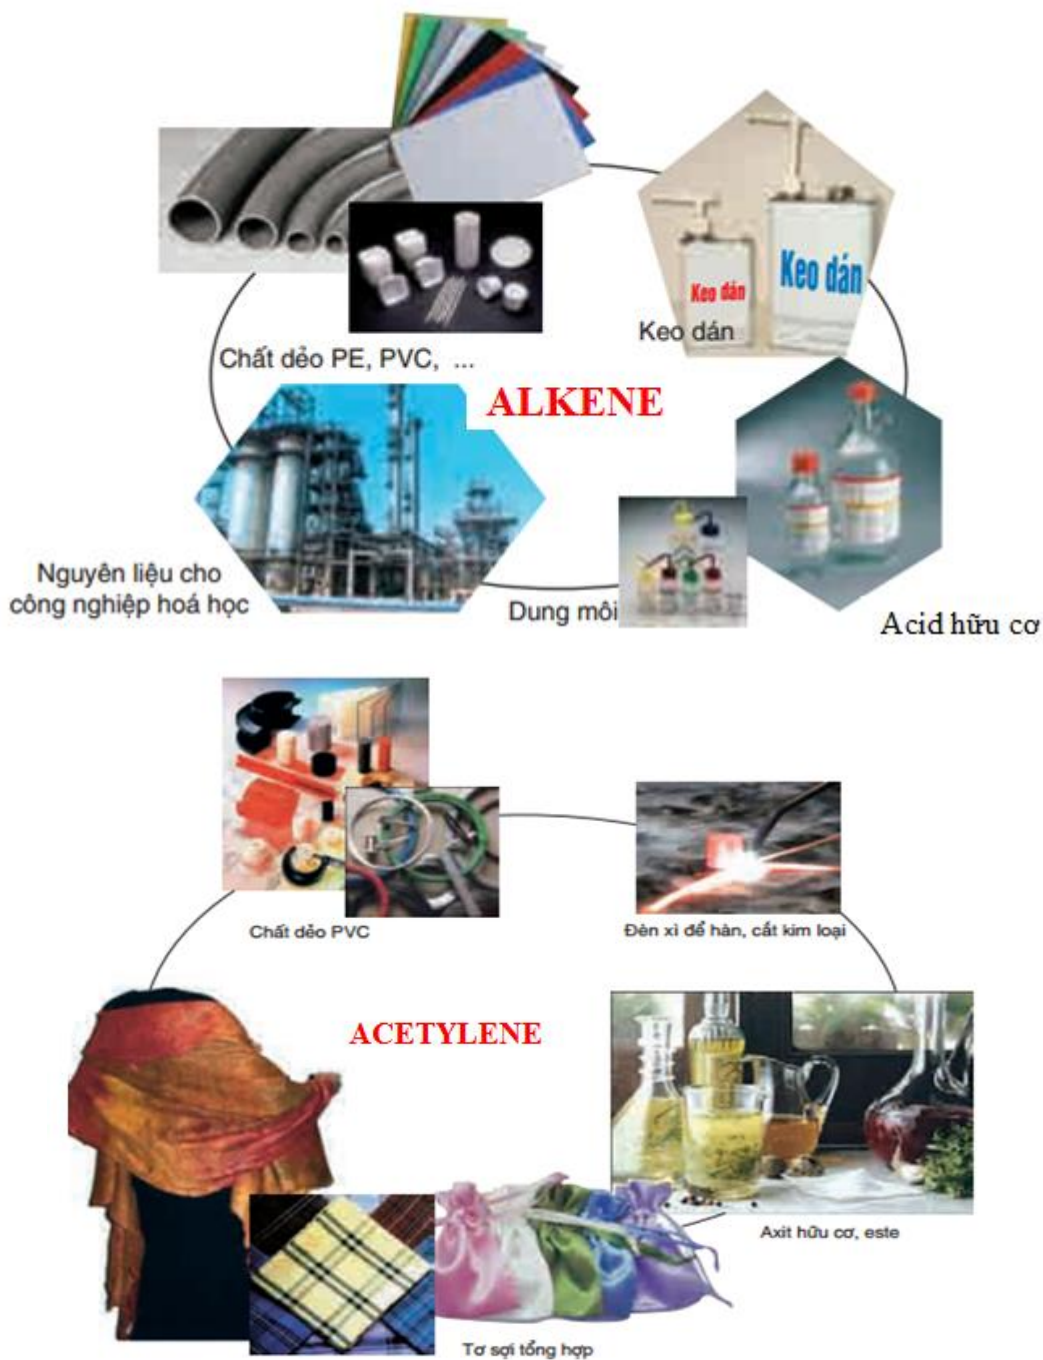 Keo dán
Keo dán
Keo dán
Chất dẻo PE, PVC, ...
ALKENE
Nguyên liệu cho
công nghiệp hoá học
Dung môi
Acid hữu cơ
Chất dẻo PVC
Đèn xì để hàn, cắt kim loại
ACETYLENE
Axit hữu cơ, este
Tơ sợi tổng hợp